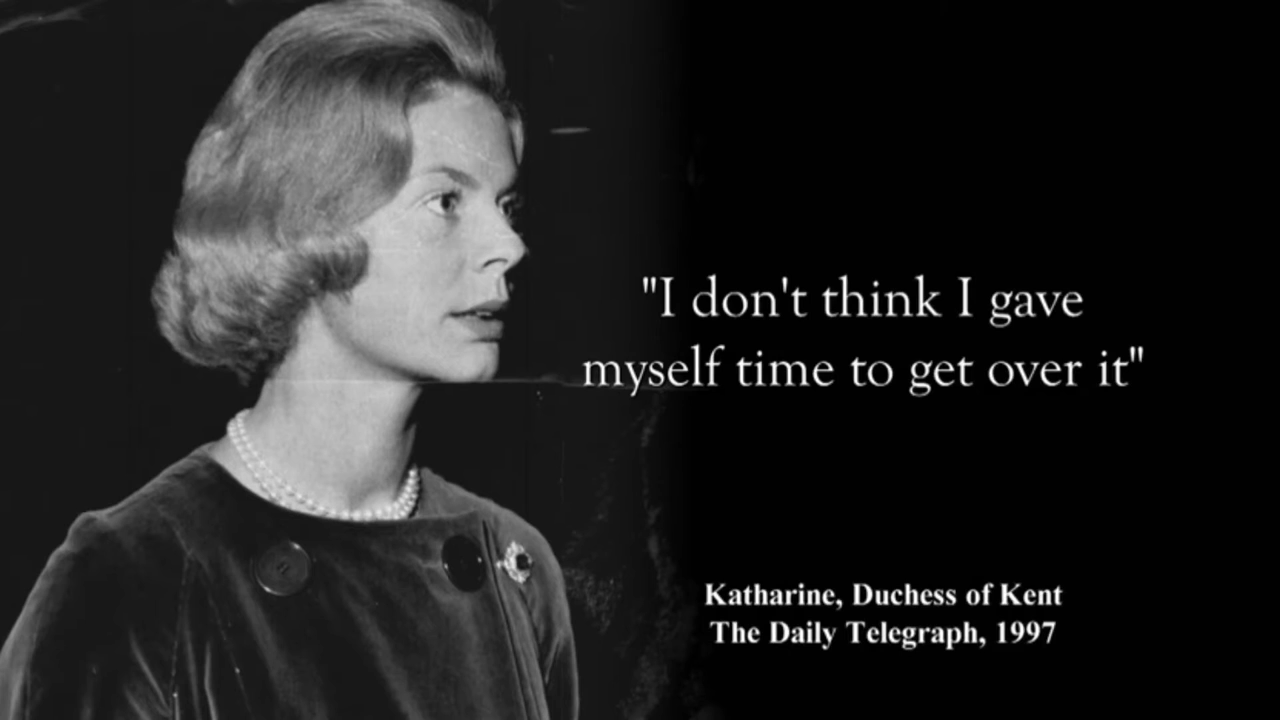 "I don't think I gave
myself time to get over it"
Katharine, Duchess of Kent
The Daily Telegraph, 1997